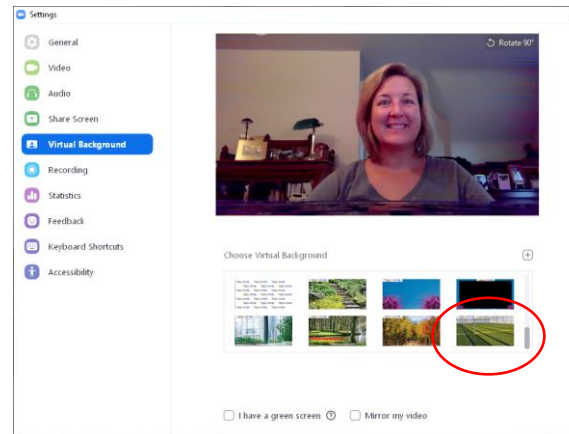 Settings
General
Rotate 90°
Video
Audio
Share Screen
Virtual Background
Recording
Statistics
Feedback
Keyboard Shortcuts
Choose Virtual Background
Accessibility
I have a green screen
Mirror my video